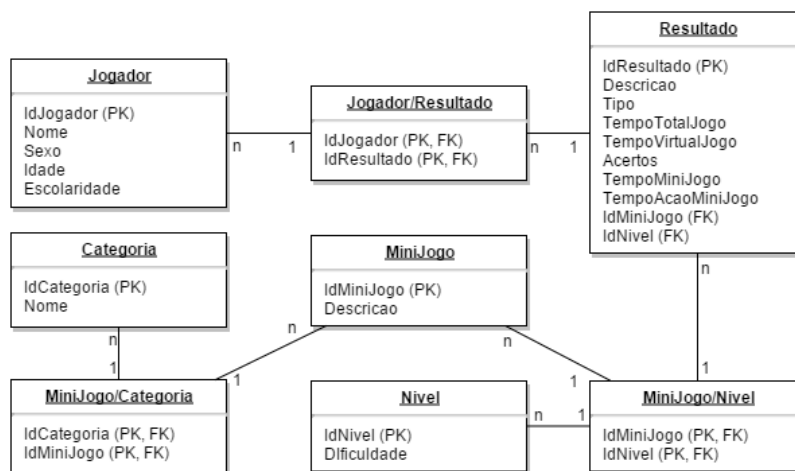 Jogador
IdJogador (PK)
Nome
Sexo
Idade
Escolaridade
n
1
Jogador/Resultado
IdJogador (PK, FK)
IdResultado (PK, FK)
n
1
Resultado
IdResultado (PK)
Descricao
Tipo
TempoTotalJogo
TempoVirtualJogo
Acertos
TempoMiniJogo
TempoAcaoMiniJogo
IdMiniJogo (FK)
IdNivel (FK)
n
1
Categoria
IdCategoria (PK)
Nome
n
1
MiniJogo
IdMiniJogo (PK)
Descricao
n
1
n
1
MiniJogo/Categoria
IdCategoria (PK, FK)
IdMiniJogo (PK, FK)
Nivel
IdNivel (PK)
DIficuldade
n
1
MiniJogo/Nivel
IdMiniJogo (PK, FK)
IdNivel (PK, FK)